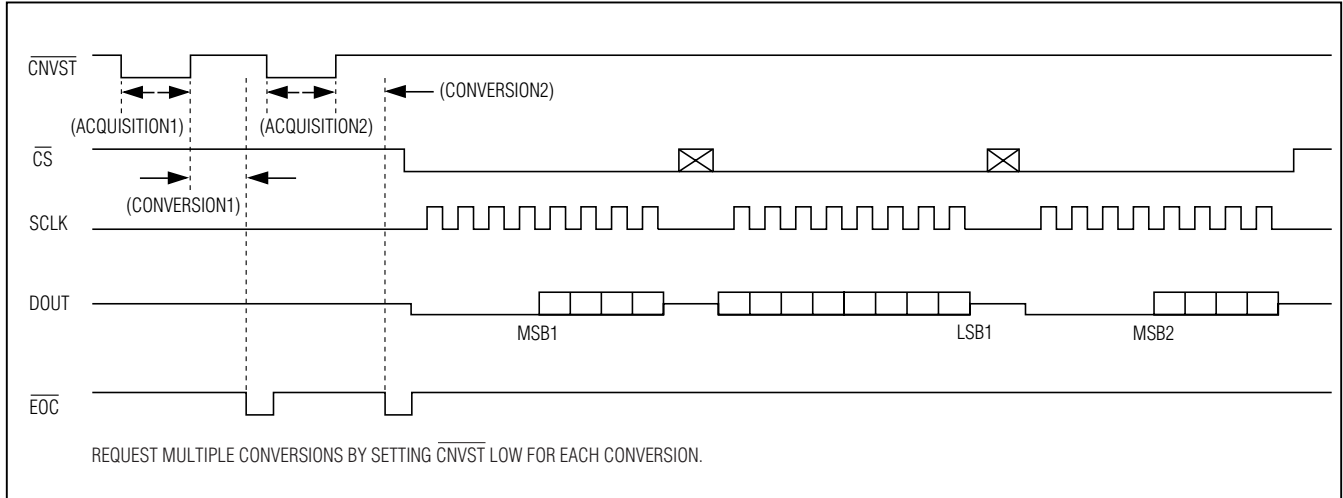 CNVST
(CONVERSION2)
(ACQUISITION1)
(ACQUISITION2)
CS
(CONVERSION1)
SCLK
DOUT
MSB1
LSB1
MSB2
EOC
REQUEST MULTIPLE CONVERSIONS BY SETTING CNVST LOW FOR EACH CONVERSION.